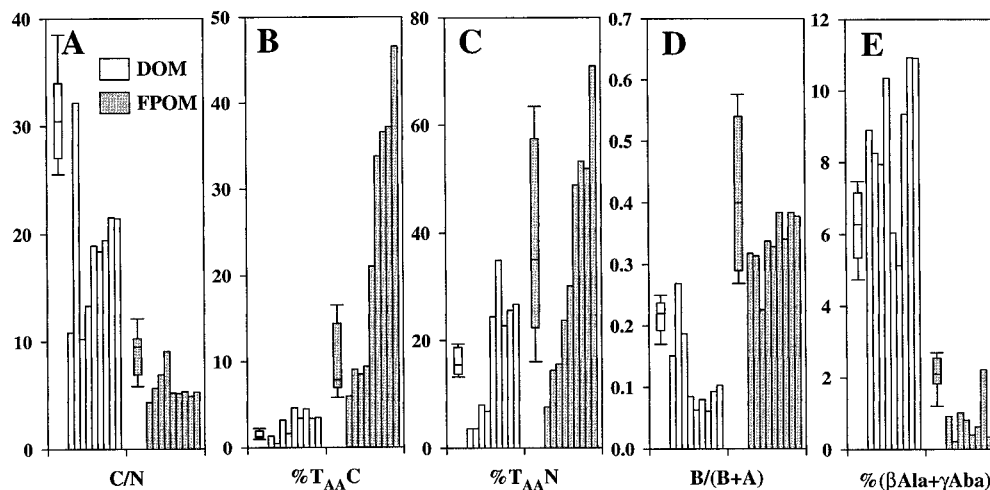 A B C D E
DOM
FPOM
40 50 80 0.7 12
30 40 60 0.6 10
20 30 40 0.5 8
10 20 20 0.4 6
0 10 0 0.3 4
0 0.2 2
0.1 0
0.0
C/N %T_AA C %T_AA N B/(B+A) %(βAla+γAba)